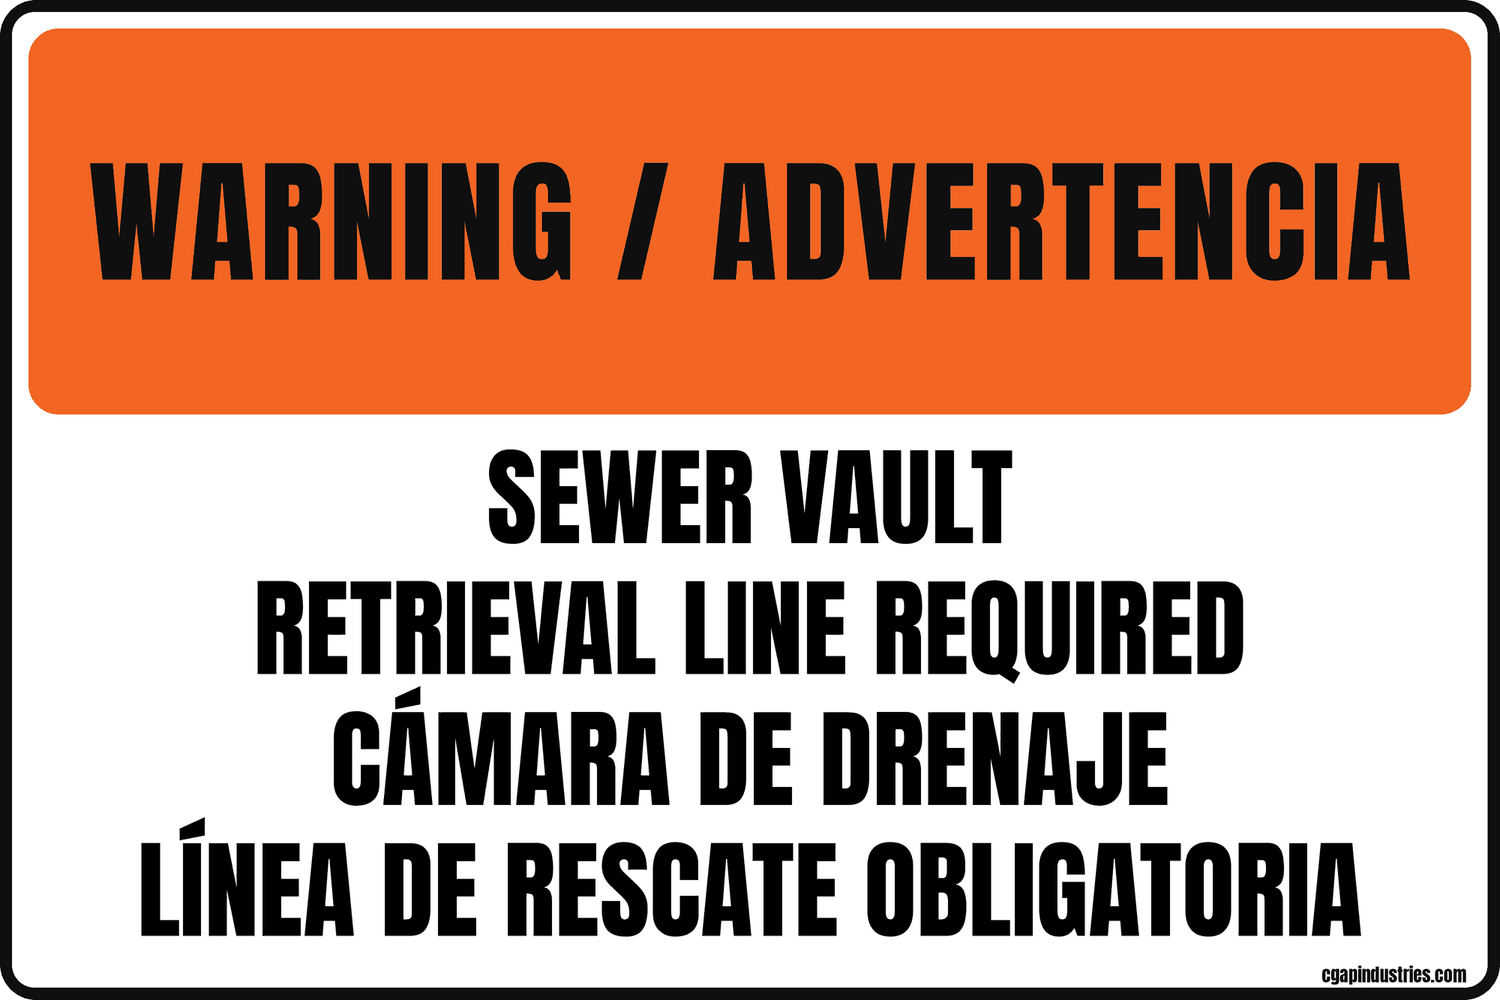 WARNING / ADVERTENCIA
SEWER VAULT
RETRIEVAL LINE REQUIRED
CÁMARA DE DRENAJE
LÍNEA DE RESCATE OBLIGATORIA
cgapindustries.com